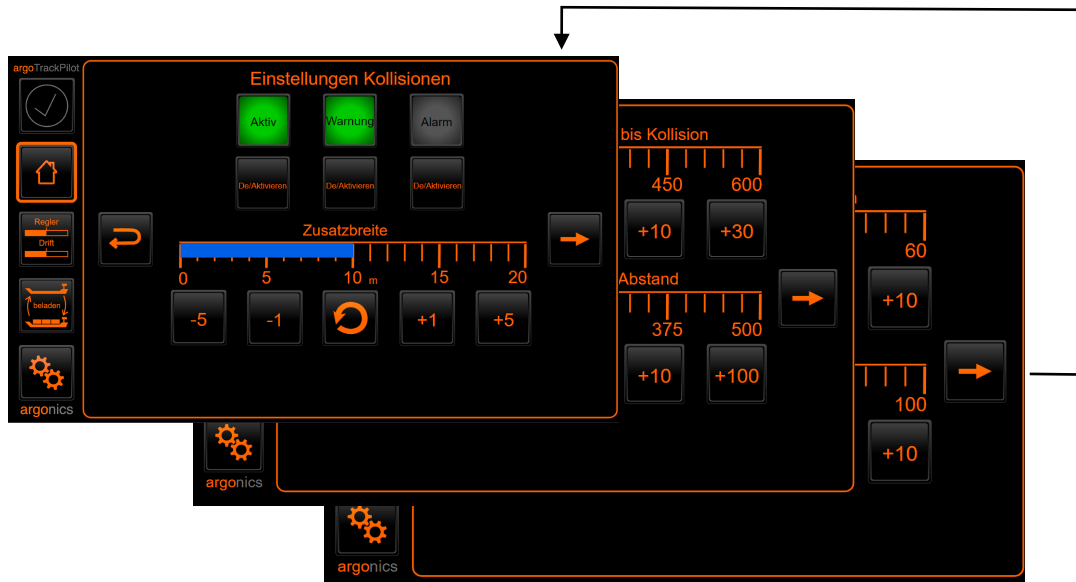 argoTrackPilot
Einstellungen Kollisionen
Aktiv Warnung Alarm
De/Aktivieren De/Aktivieren De/Aktivieren
Regler
Drift
Zusatzbreite
0 5 10 m 15 20
beladen
-5 -1 +1 +5
argonics
bis Kollision
450 600
+10 +30
Abstand
375 500
+10 +100
argonics
60
+10
100
+10
argonics